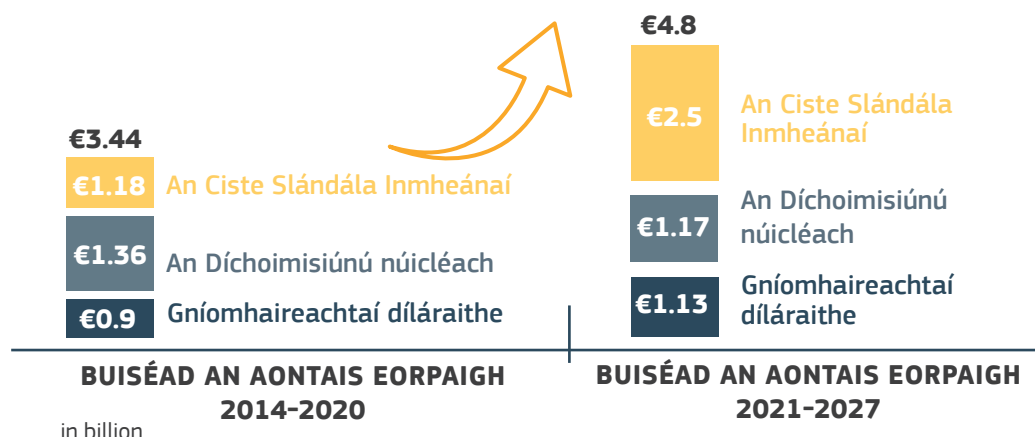 €3.44
€1.18 An Ciste Slándála Inmheánaí
€1.36 An Díchoimisiúnú núicléach
€0.9 Gníomhaireachtaí díláraithe
BUISÉAD AN AONTAIS EORPAIGH
2014-2020
in billion
€4.8
€2.5
An Ciste Slándála
Inmheánaí
€1.17
An Díchoimisiúnú
núicléach
€1.13
Gníomhaireachtaí
díláraithe
BUISÉAD AN AONTAIS EORPAIGH
2021-2027